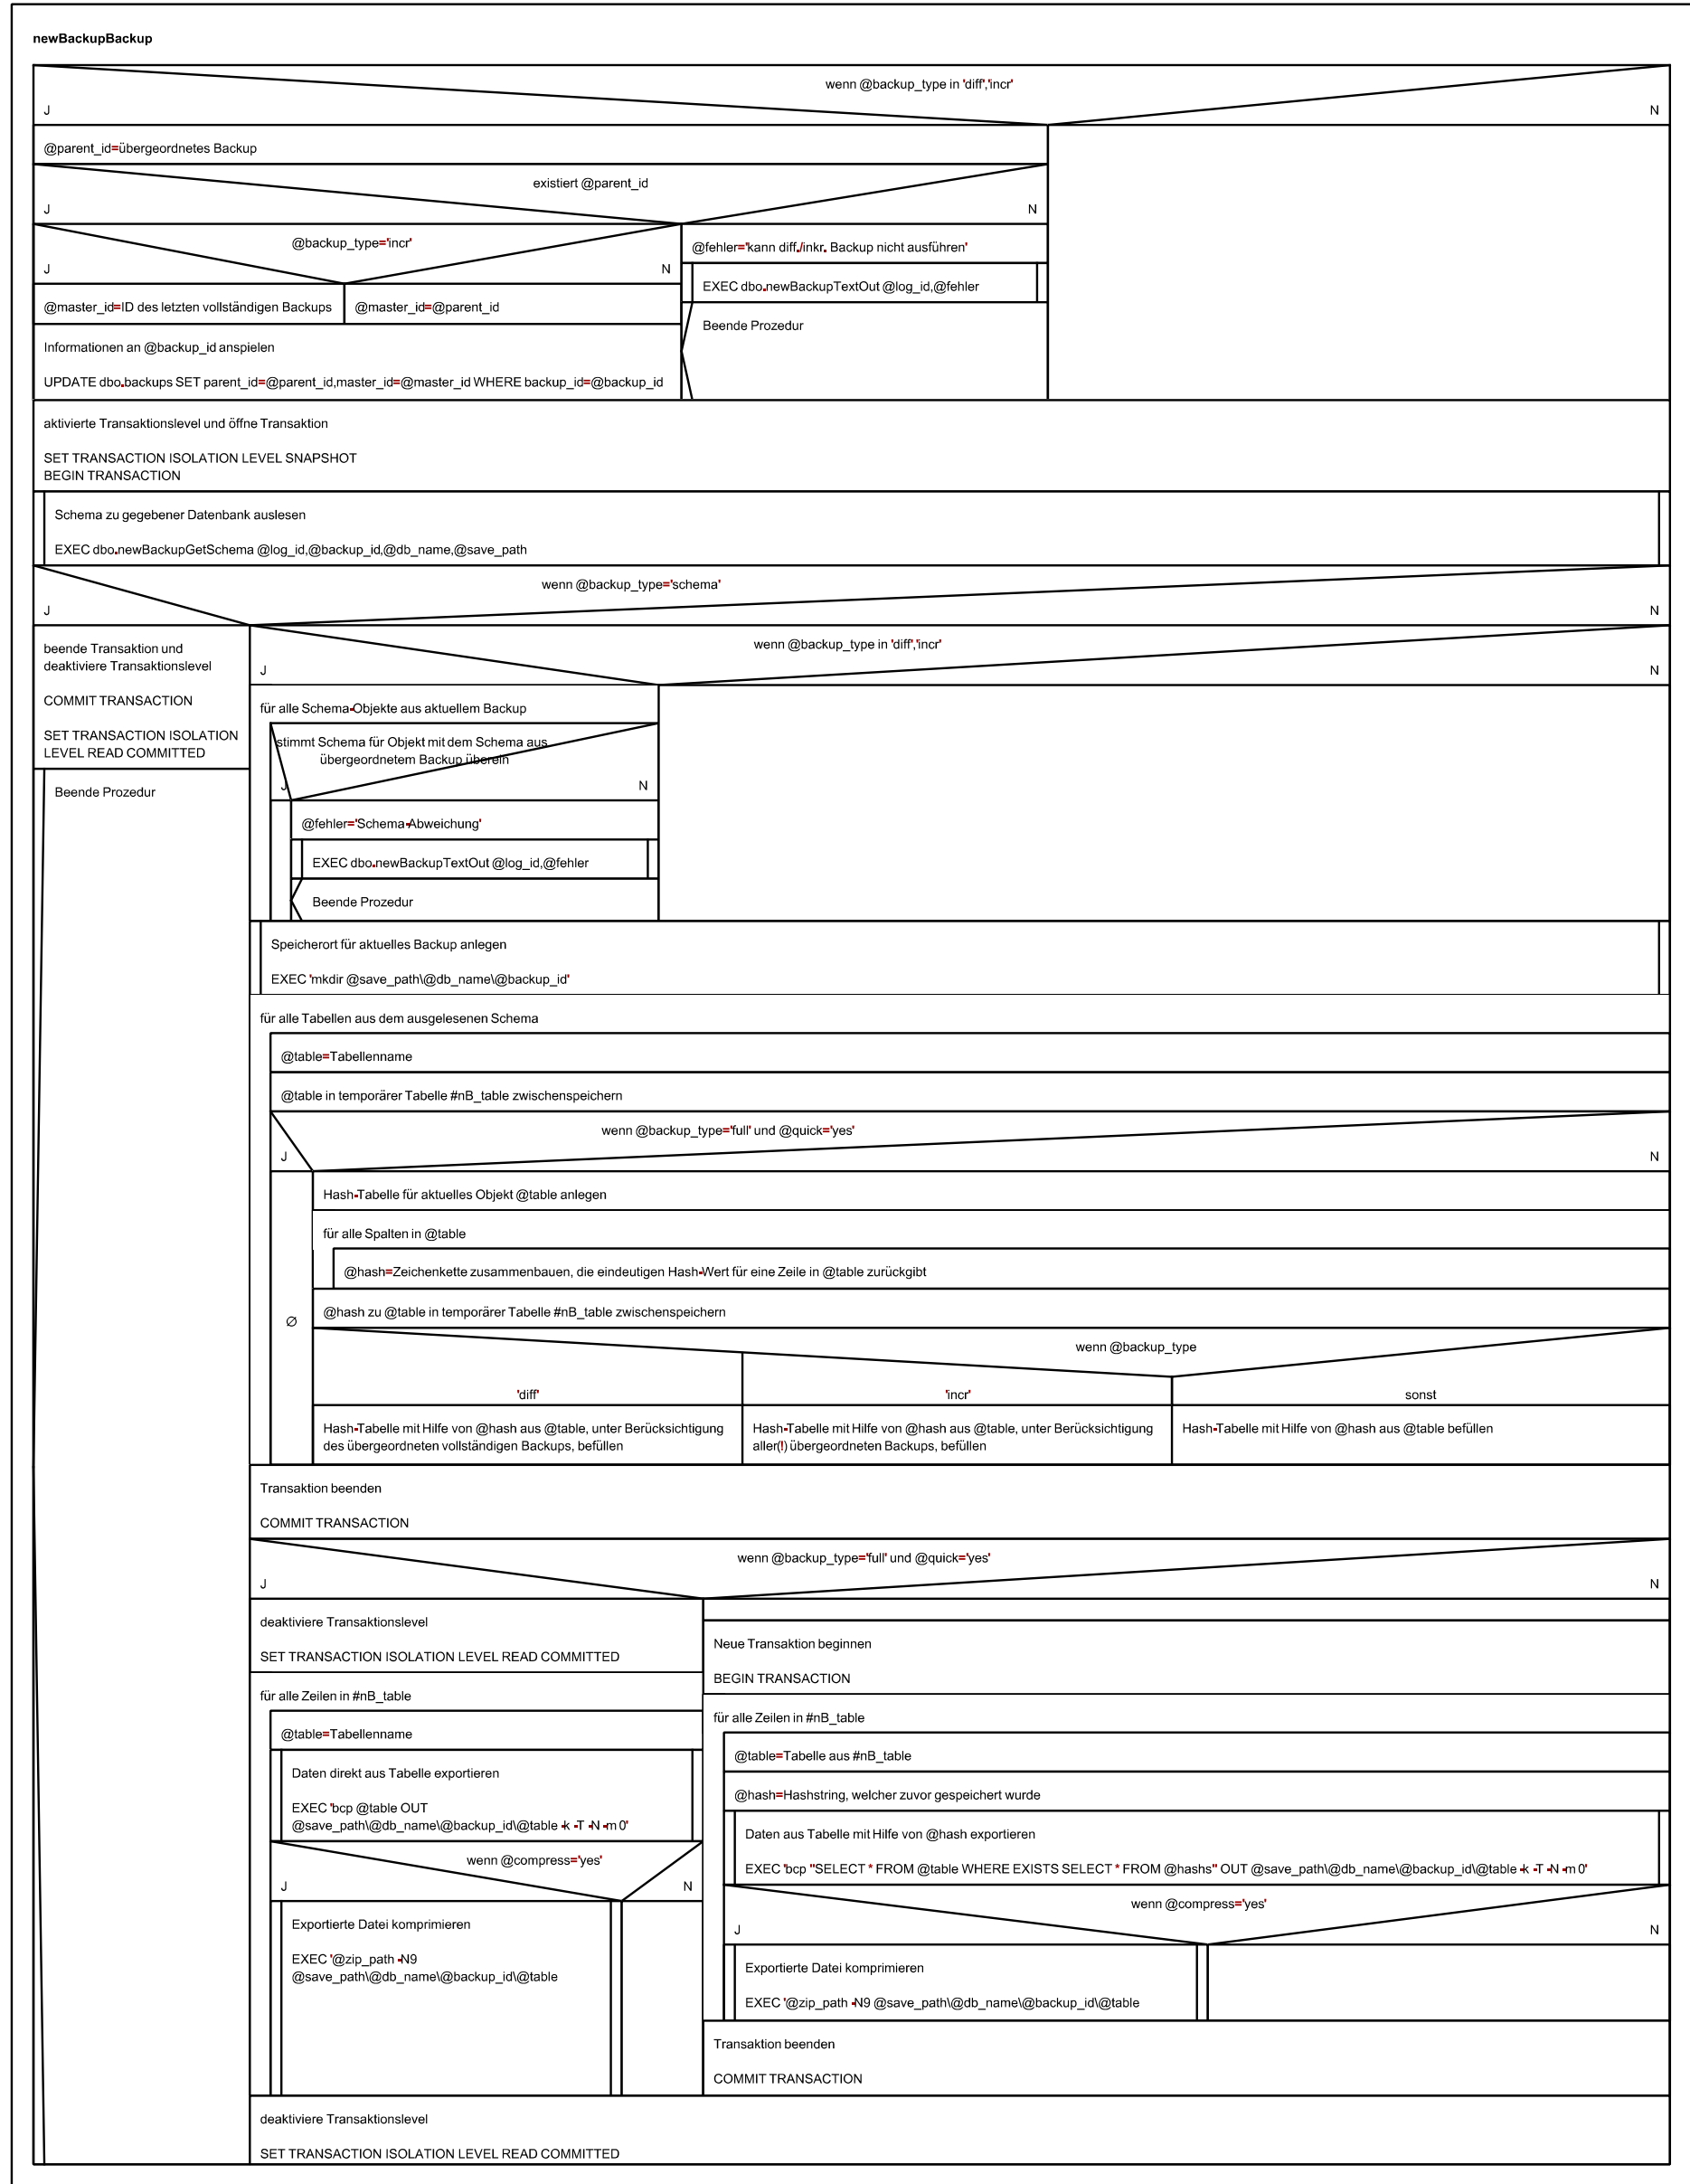 newBackupBackup
wenn @backup_type in 'diff','incr'
J
N
@parent_id=übergeordnetes Backup
existiert @parent_id
J
N
@backup_type='incr'
J
N
@fehler='kann diff./inkr. Backup nicht ausführen'
EXEC dbo.newBackupTextOut @log_id,@fehler
@master_id=ID des letzten vollständigen Backups
@master_id=@parent_id
Beende Prozedur
Informationen an @backup_id anspielen
UPDATE dbo.backups SET parent_id=@parent_id,master_id=@master_id WHERE backup_id=@backup_id
aktivierte Transaktionslevel und öffne Transaktion
SET TRANSACTION ISOLATION LEVEL SNAPSHOT
BEGIN TRANSACTION
Schema zu gegebener Datenbank auslesen
EXEC dbo.newBackupGetSchema @log_id,@backup_id,@db_name,@save_path
wenn @backup_type='schema'
J
N
beende Transaktion und
deaktiviere Transaktionslevel
COMMIT TRANSACTION
SET TRANSACTION ISOLATION
LEVEL READ COMMITTED
Beende Prozedur
wenn @backup_type in 'diff','incr'
J
N
für alle Schema-Objekte aus aktuellem Backup
stimmt Schema für Objekt mit dem Schema aus
übergeordnetem Backup überein
J
N
@fehler='Schema-Abweichung'
EXEC dbo.newBackupTextOut @log_id,@fehler
Beende Prozedur
Speicherort für aktuelles Backup anlegen
EXEC 'mkdir @save_path\@db_name\@backup_id'
für alle Tabellen aus dem ausgelesenen Schema
@table=Tabellenname
@table in temporärer Tabelle #nB_table zwischenspeichern
wenn @backup_type='full' und @quick='yes'
J
N
∅
Hash-Tabelle für aktuelles Objekt @table anlegen
für alle Spalten in @table
@hash=Zeichenkette zusammenbauen, die eindeutigen Hash-Wert für eine Zeile in @table zurückgibt
@hash zu @table in temporärer Tabelle #nB_table zwischenspeichern
wenn @backup_type
'diff'
'incr'
sonst
Hash-Tabelle mit Hilfe von @hash aus @table, unter Berücksichtigung
des übergeordneten vollständigen Backups, befüllen
Hash-Tabelle mit Hilfe von @hash aus @table, unter Berücksichtigung
aller(!) übergeordneten Backups, befüllen
Hash-Tabelle mit Hilfe von @hash aus @table befüllen
Transaktion beenden
COMMIT TRANSACTION
wenn @backup_type='full' und @quick='yes'
J
N
deaktiviere Transaktionslevel
SET TRANSACTION ISOLATION LEVEL READ COMMITTED
für alle Zeilen in #nB_table
@table=Tabellenname
Daten direkt aus Tabelle exportieren
EXEC 'bcp @table OUT
@save_path\@db_name\@backup_id\@table -k -T -N -m 0'
wenn @compress='yes'
J
N
Exportierte Datei komprimieren
EXEC '@zip_path -N9
@save_path\@db_name\@backup_id\@table
Neue Transaktion beginnen
BEGIN TRANSACTION
für alle Zeilen in #nB_table
@table=Tabelle aus #nB_table
@hash=Hashstring, welcher zuvor gespeichert wurde
Daten aus Tabelle mit Hilfe von @hash exportieren
EXEC 'bcp "SELECT * FROM @table WHERE EXISTS SELECT * FROM @hashs" OUT @save_path\@db_name\@backup_id\@table -k -T -N -m 0'
wenn @compress='yes'
J
N
Exportierte Datei komprimieren
EXEC '@zip_path -N9 @save_path\@db_name\@backup_id\@table
Transaktion beenden
COMMIT TRANSACTION
deaktiviere Transaktionslevel
SET TRANSACTION ISOLATION LEVEL READ COMMITTED